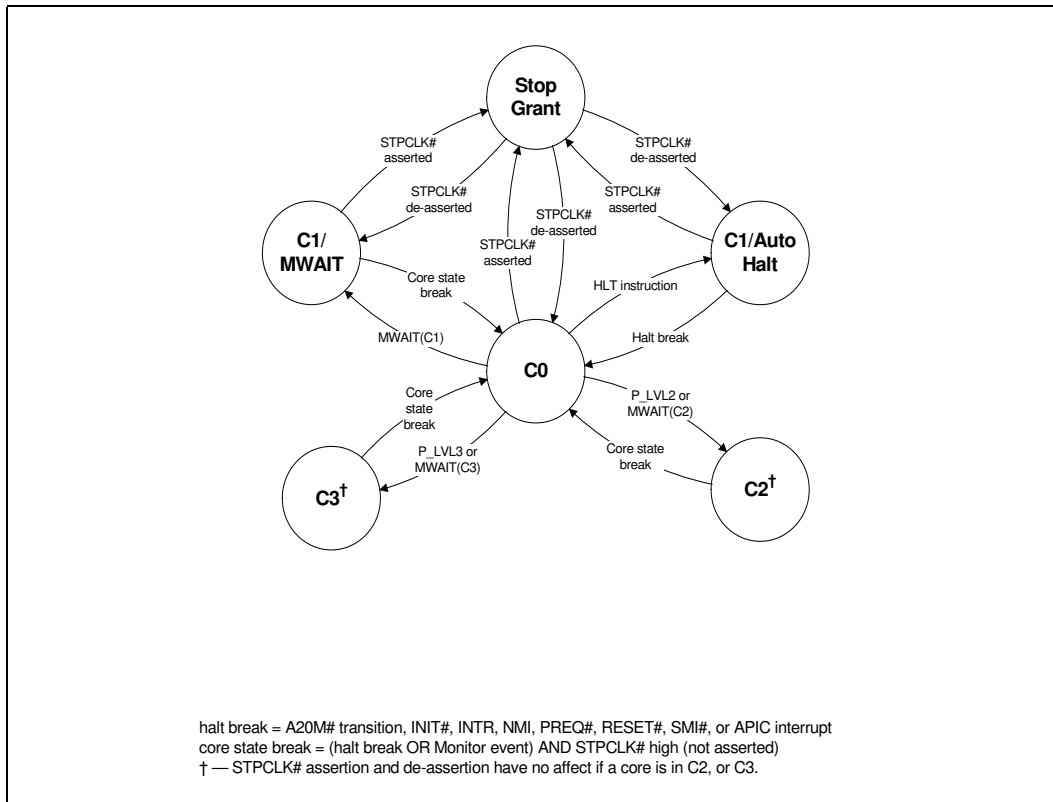 Stop
Grant
STPCLK#
asserted
STPCLK#
de-asserted
STPCLK#
de-asserted
STPCLK#
asserted
STPCLK#
de-asserted
STPCLK#
asserted
C1/
MWAIT
C1/Auto
Halt
Core state
break
HLT instruction
MWAIT(C1)
Halt break
C0
Core
state
break
P_LVL2 or
MWAIT(C2)
P_LVL3 or
MWAIT(C3)
Core state
break
C3†
C2†
halt break = A20M# transition, INIT#, INTR, NMI, PREQ#, RESET#, SMI#, or APIC interrupt
core state break = (halt break OR Monitor event) AND STPCLK# high (not asserted)
† — STPCLK# assertion and de-assertion have no affect if a core is in C2, or C3.